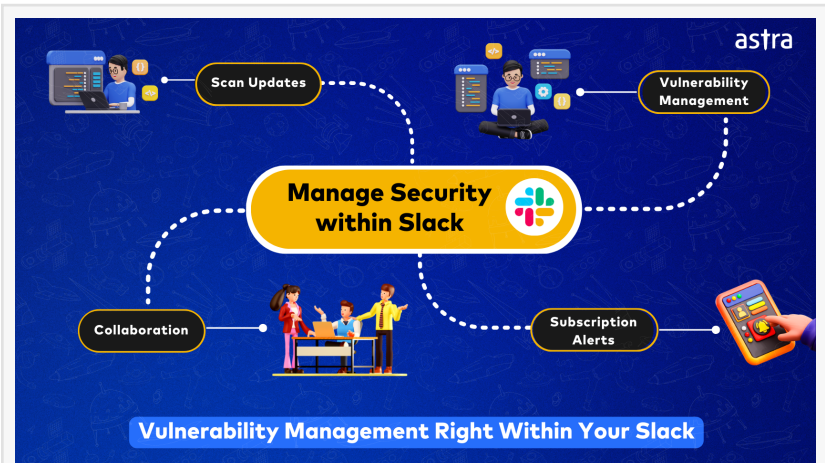 astra
Scan Updates
Vulnerability
Management
Manage Security
within Slack
Collaboration
Subscription
Alerts
Vulnerability Management Right Within Your Slack